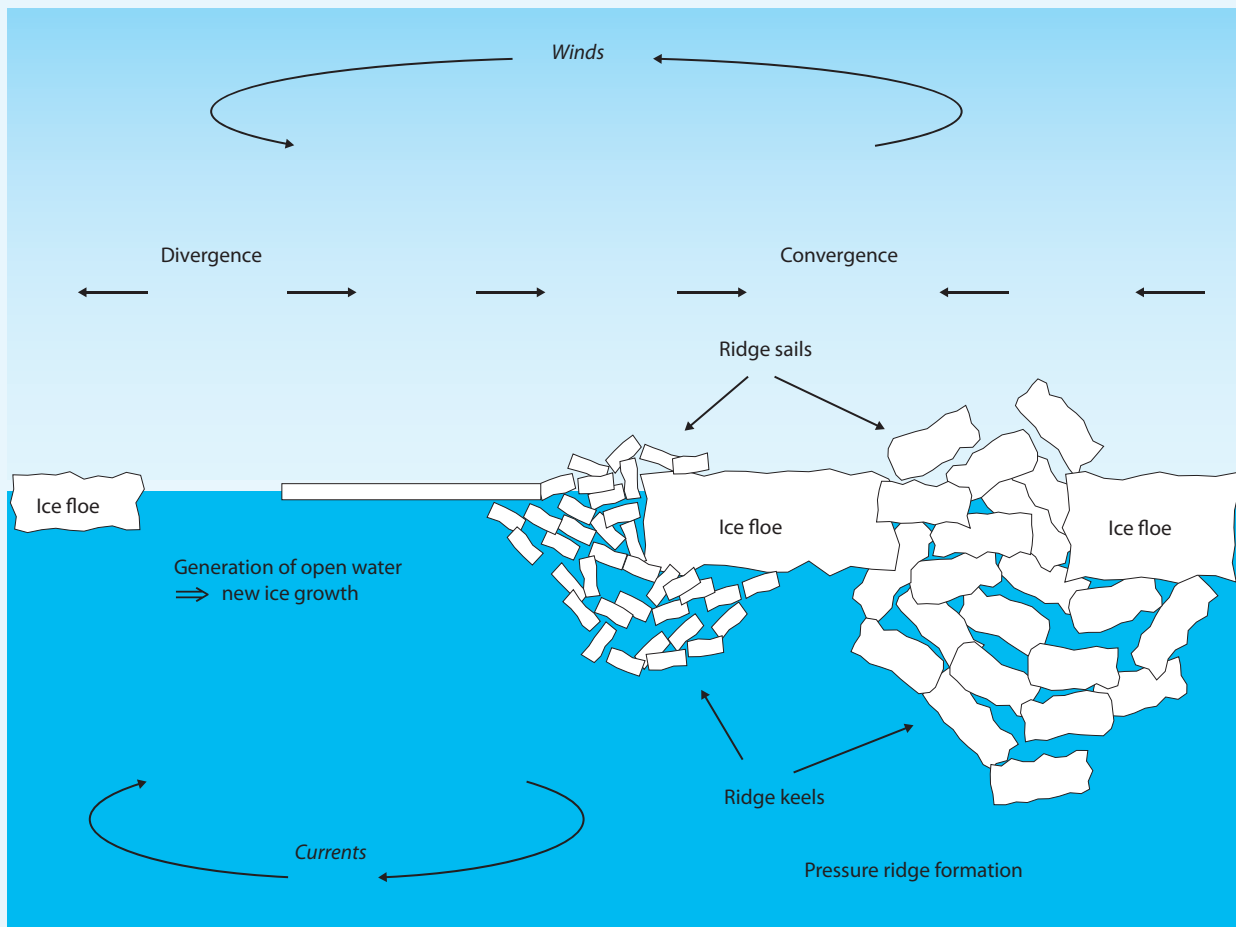 Winds
Divergence
Convergence
Ridge sails
Ice floe
Ice floe
Ice floe
Generation of open water
⇒ new ice growth
Ridge keels
Currents
Pressure ridge formation